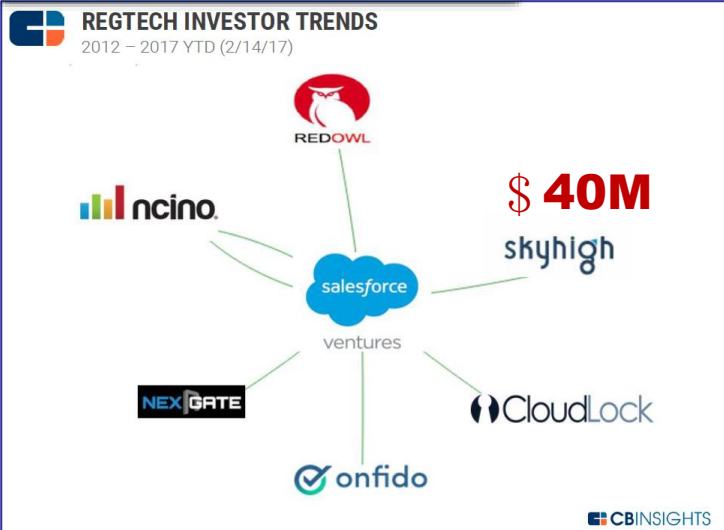 REGTECH INVESTOR TRENDS
2012 – 2017 YTD (2/14/17)
REDOWL
ncino.
$ 40M
skyhigh
salesforce
ventures
NEXGATE
CloudLock
onfido
CBINSIGHTS